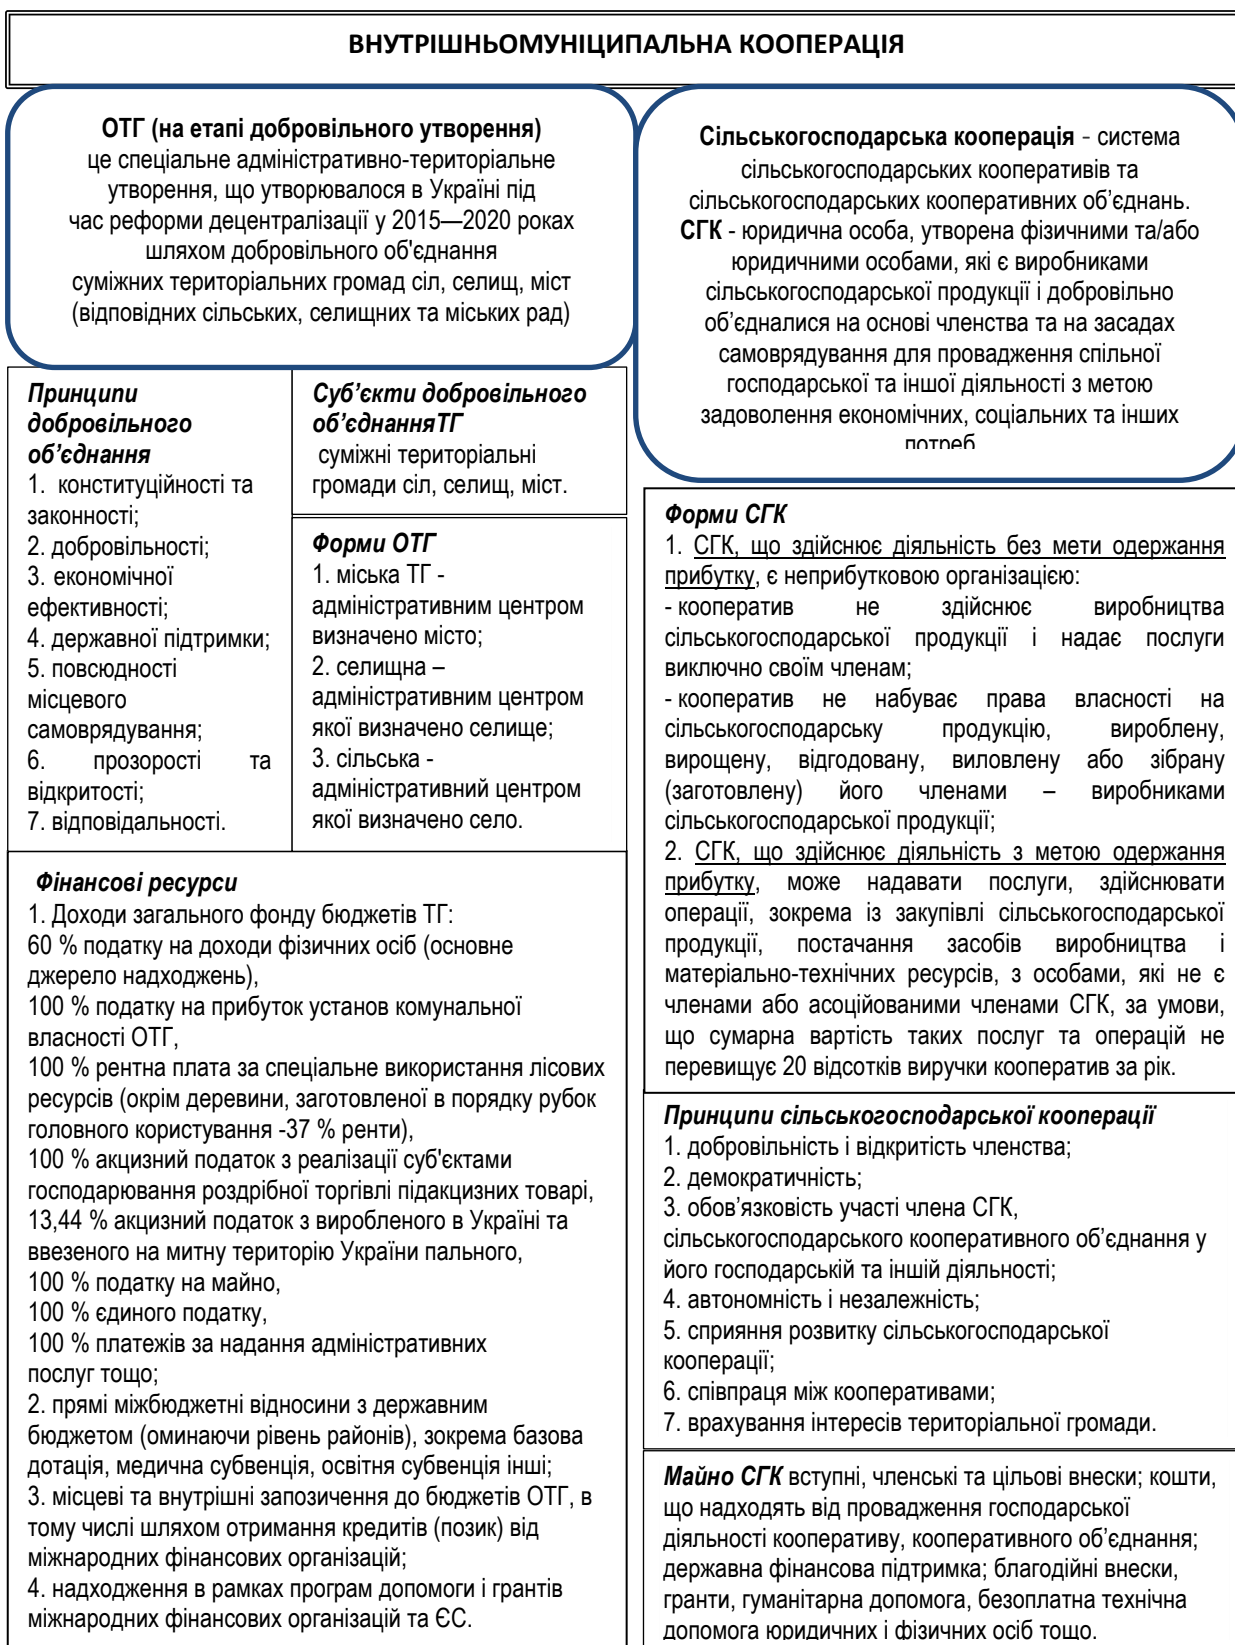 ВНУТРІШНЬОМУНІЦИПАЛЬНА КООПЕРАЦІЯ
ОТГ (на етапі добровільного утворення)
це спеціальне адміністративно-територіальне
утворення, що утворювалося в Україні під
час реформи децентралізації у 2015—2020 роках
шляхом добровільного об'єднання
суміжних територіальних громад сіл, селищ, міст
(відповідних сільських, селищних та міських рад)
Принципи
добровільного
об’єднання
1. конституційності та
законності;
2. добровільності;
3. економічної
ефективності;
4. державної підтримки;
5. повсюдності
місцевого
самоврядування;
6. прозорості та
відкритості;
7. відповідальності.
Суб’єкти добровільного
об’єднанняТГ
суміжні територіальні
громади сіл, селищ, міст.
Форми ОТГ
1. міська ТГ -
адміністративним центром
визначено місто;
2. селищна –
адміністративним центром
якої визначено селище;
3. сільська -
адміністративний центром
якої визначено село.
Фінансові ресурси
1. Доходи загального фонду бюджетів ТГ:
60 % податку на доходи фізичних осіб (основне
джерело надходжень),
100 % податку на прибуток установ комунальної
власності ОТГ,
100 % рентна плата за спеціальне використання лісових
ресурсів (окрім деревини, заготовленої в порядку рубок
головного користування -37 % ренти),
100 % акцизний податок з реалізації суб'єктами
господарювання роздрібної торгівлі підакцизних товарі,
13,44 % акцизний податок з виробленого в Україні та
ввезеного на митну територію України пального,
100 % податку на майно,
100 % єдиного податку,
100 % платежів за надання адміністративних
послуг тощо;
2. прямі міжбюджетні відносини з державним
бюджетом (оминаючи рівень районів), зокрема базова
дотація, медична субвенція, освітня субвенція інші;
3. місцеві та внутрішні запозичення до бюджетів ОТГ, в
тому числі шляхом отримання кредитів (позик) від
міжнародних фінансових організацій;
4. надходження в рамках програм допомоги і грантів
міжнародних фінансових організацій та ЄС.
Сільськогосподарська кооперація - система
сільськогосподарських кооперативів та
сільськогосподарських кооперативних об’єднань.
СГК - юридична особа, утворена фізичними та/або
юридичними особами, які є виробниками
сільськогосподарської продукції і добровільно
об’єдналися на основі членства та на засадах
самоврядування для провадження спільної
господарської та іншої діяльності з метою
задоволення економічних, соціальних та інших
потреб
Форми СГК
1. СГК, що здійснює діяльність без мети одержання
прибутку, є неприбутковою організацією:
- кооператив не здійснює виробництва
сільськогосподарської продукції і надає послуги
виключно своїм членам;
- кооператив не набуває права власності на
сільськогосподарську продукцію, вироблену,
вирощену, відгодовану, виловлену або зібрану
(заготовлену) його членами – виробниками
сільськогосподарської продукції;
2. СГК, що здійснює діяльність з метою одержання
прибутку, може надавати послуги, здійснювати
операції, зокрема із закупівлі сільськогосподарської
продукції, постачання засобів виробництва і
матеріально-технічних ресурсів, з особами, які не є
членами або асоційованими членами СГК, за умови,
що сумарна вартість таких послуг та операцій не
перевищує 20 відсотків виручки кооператив за рік.
Принципи сільськогосподарської кооперації
1. добровільність і відкритість членства;
2. демократичність;
3. обов’язковість участі члена СГК,
сільськогосподарського кооперативного об’єднання у
його господарській та іншій діяльності;
4. автономність і незалежність;
5. сприяння розвитку сільськогосподарської
кооперації;
6. співпраця між кооперативами;
7. врахування інтересів територіальної громади.
Майно СГК вступні, членські та цільові внески; кошти,
що надходять від провадження господарської
діяльності кооперативу, кооперативного об’єднання;
державна фінансова підтримка; благодійні внески,
гранти, гуманітарна допомога, безоплатна технічна
допомога юридичних і фізичних осіб тощо.